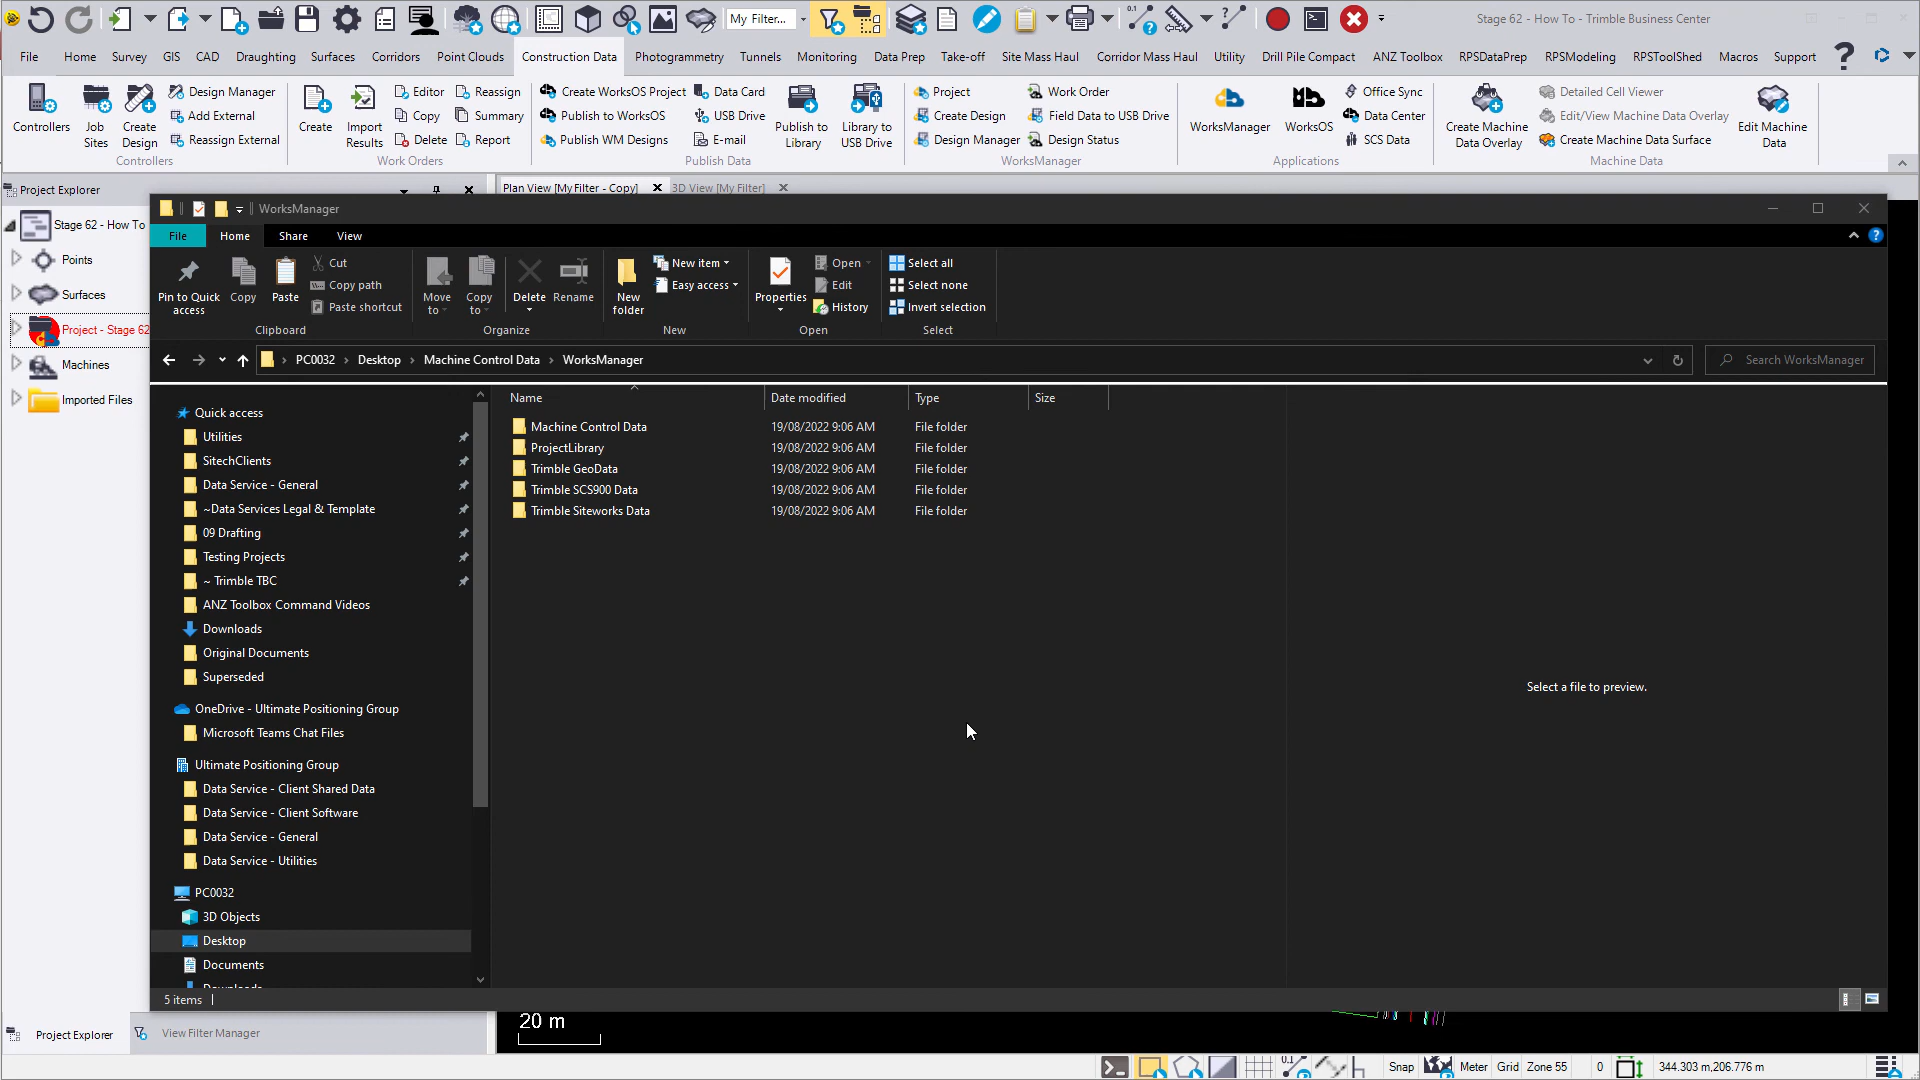 My Filter...
Stage 62 - How To - Trimble Business Center
File Home Survey GIS CAD Draughting Surfaces Corridors Point Clouds Construction Data Photogrammetry Tunnels Monitoring Data Prep Take-off Site Mass Haul Corridor Mass Haul Utility Drill Pile Compact ANZ Toolbox RPSDataPrep RPSModeling RPSToolShed Macros Support
Controllers
Job Sites
Create Design
Design Manager
Add External
Reassign External
Controllers
Create
Import Results
Editor
Copy
Delete
Reassign
Summary
Report
Work Orders
Create WorksOS Project
Publish to WorksOS
Publish WM Designs
Data Card
USB Drive
E-mail
Publish to Library
Library to USB Drive
Publish Data
Project
Create Design
Design Manager
Work Order
Field Data to USB Drive
Design Status
WorksManager
WorksManager
WorksOS
Office Sync
Data Center
SCS Data
Applications
Create Machine Data Overlay
Detailed Cell Viewer
Edit/View Machine Data Overlay
Create Machine Data Surface
Edit Machine Data
Machine Data
Project Explorer
Plan View [My Filter - Copy]
3D View [My Filter]
Stage 62 - How To
Points
Surfaces
Project - Stage 62
Machines
Imported Files
WorksManager
File Home Share View
Pin to Quick access
Copy
Paste
Cut
Copy path
Paste shortcut
Clipboard
Move to
Copy to
Delete
Rename
Organize
New folder
New item
Easy access
New
Properties
Open
Edit
History
Open
Select all
Select none
Invert selection
Select
PC0032 › Desktop › Machine Control Data › WorksManager
Search WorksManager
Name Date modified Type Size
Machine Control Data 19/08/2022 9:06 AM File folder
ProjectLibrary 19/08/2022 9:06 AM File folder
Trimble GeoData 19/08/2022 9:06 AM File folder
Trimble SCS900 Data 19/08/2022 9:06 AM File folder
Trimble Siteworks Data 19/08/2022 9:06 AM File folder
Quick access
Utilities
SitechClients
Data Service - General
~Data Services Legal & Template
09 Drafting
Testing Projects
~ Trimble TBC
ANZ Toolbox Command Videos
Downloads
Original Documents
Superseded
OneDrive - Ultimate Positioning Group
Microsoft Teams Chat Files
Ultimate Positioning Group
Data Service - Client Shared Data
Data Service - Client Software
Data Service - General
Data Service - Utilities
PC0032
3D Objects
Desktop
Documents
Downloads
Select a file to preview.
5 items
20 m
Project Explorer
View Filter Manager
Snap Meter Grid Zone 55 0 344.303 m,206.776 m